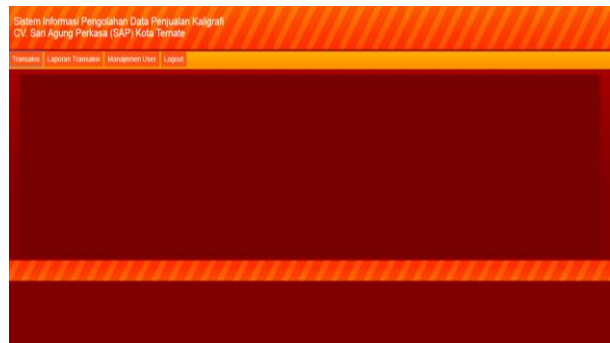 Sistem Informasi Pengolahan Data Penjualan Kaligrafi
CV. Sari Agung Perkasa (SAP) Kota Ternate
Transaksi Laporan Transaksi Manajemen User Logout